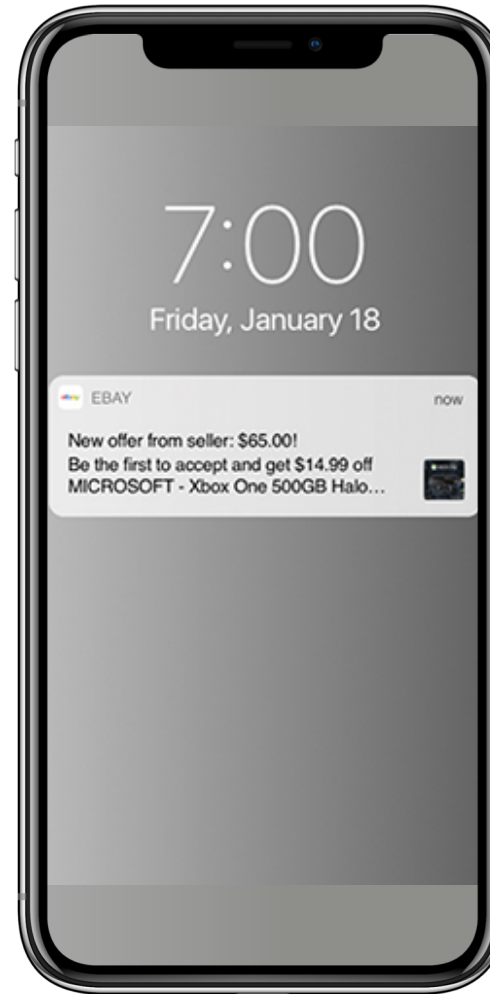 7:00
Friday, January 18
ebay EBAY now
New offer from seller: $65.00!
Be the first to accept and get $14.99 off
MICROSOFT - Xbox One 500GB Halo...